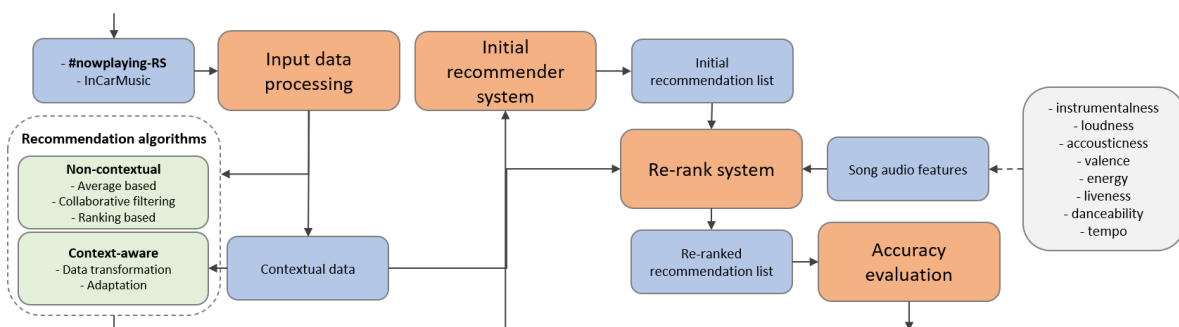 - #nowplaying-RS
- InCarMusic
Input data
processing
Initial
recommender
system
Initial
recommendation list
- instrumentalness
- loudness
- accousticness
- valence
- energy
- liveness
- danceability
- tempo
Recommendation algorithms
Non-contextual
- Average based
- Collaborative filtering
- Ranking based
Re-rank system
Song audio features
Context-aware
- Data transformation
- Adaptation
Contextual data
Re-ranked
recommendation list
Accuracy
evaluation